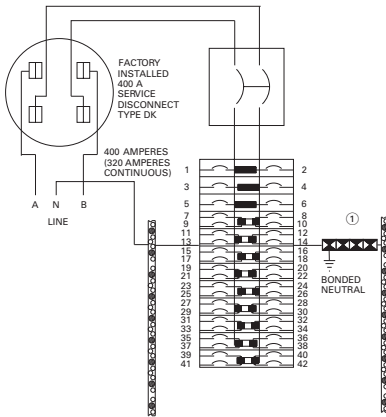 FACTORY
INSTALLED
400 A
SERVICE
DISCONNECT
TYPE DK
400 AMPERES
(320 AMPERES
CONTINUOUS)
A N B
LINE
1 2
3 4
5 6
7 8
9 10
11 12
13 14
15 16
17 18
19 20
21 22
23 24
25 26
27 28
29 30
31 32
33 34
35 36
37 38
39 40
41 42
①
BONDED
NEUTRAL